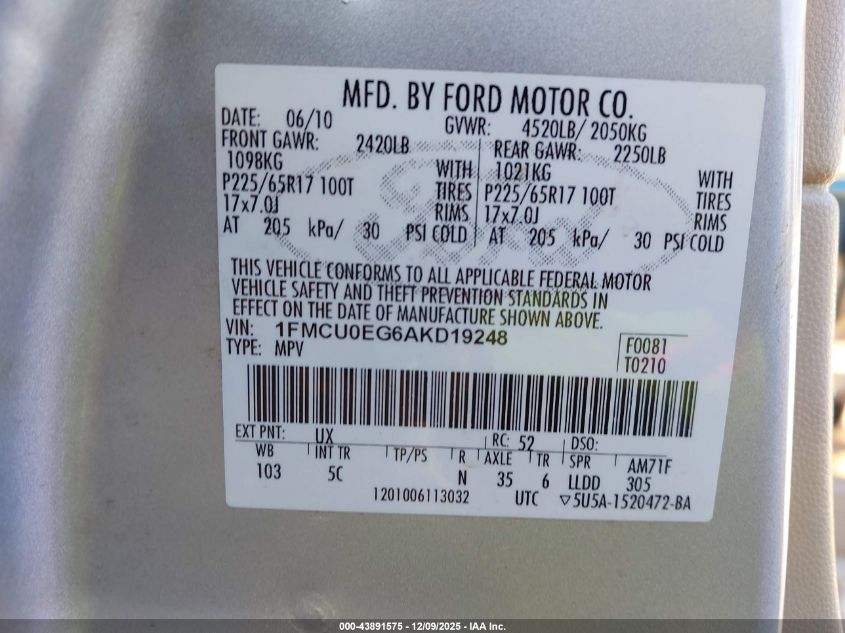 MFD. BY FORD MOTOR CO.
DATE: 06/10 GVWR: 4520LB/ 2050KG
FRONT GAWR: 2420LB REAR GAWR: 2250LB
1098KG WITH 1021KG WITH
P225/65R17 100T TIRES P225/65R17 100T TIRES
17x7.0J RIMS 17x7.0J RIMS
AT 205 kPa/ 30 PSI COLD AT 205 kPa/ 30 PSI COLD
Ford
THIS VEHICLE CONFORMS TO ALL APPLICABLE FEDERAL MOTOR
VEHICLE SAFETY AND THEFT PREVENTION STANDARDS IN
EFFECT ON THE DATE OF MANUFACTURE SHOWN ABOVE.
VIN: 1FMCU0EG6AKD19248
TYPE: MPV
F0081
T0210
EXT PNT: UX RC: 52 DSO:
WB INT TR TP/PS R AXLE TR SPR AM71F
103 5C N 35 6 LLDD 305
1201006113032 UTC ▽5U5A-1520472-BA
000-43891575 - 12/09/2025 - IAA Inc.